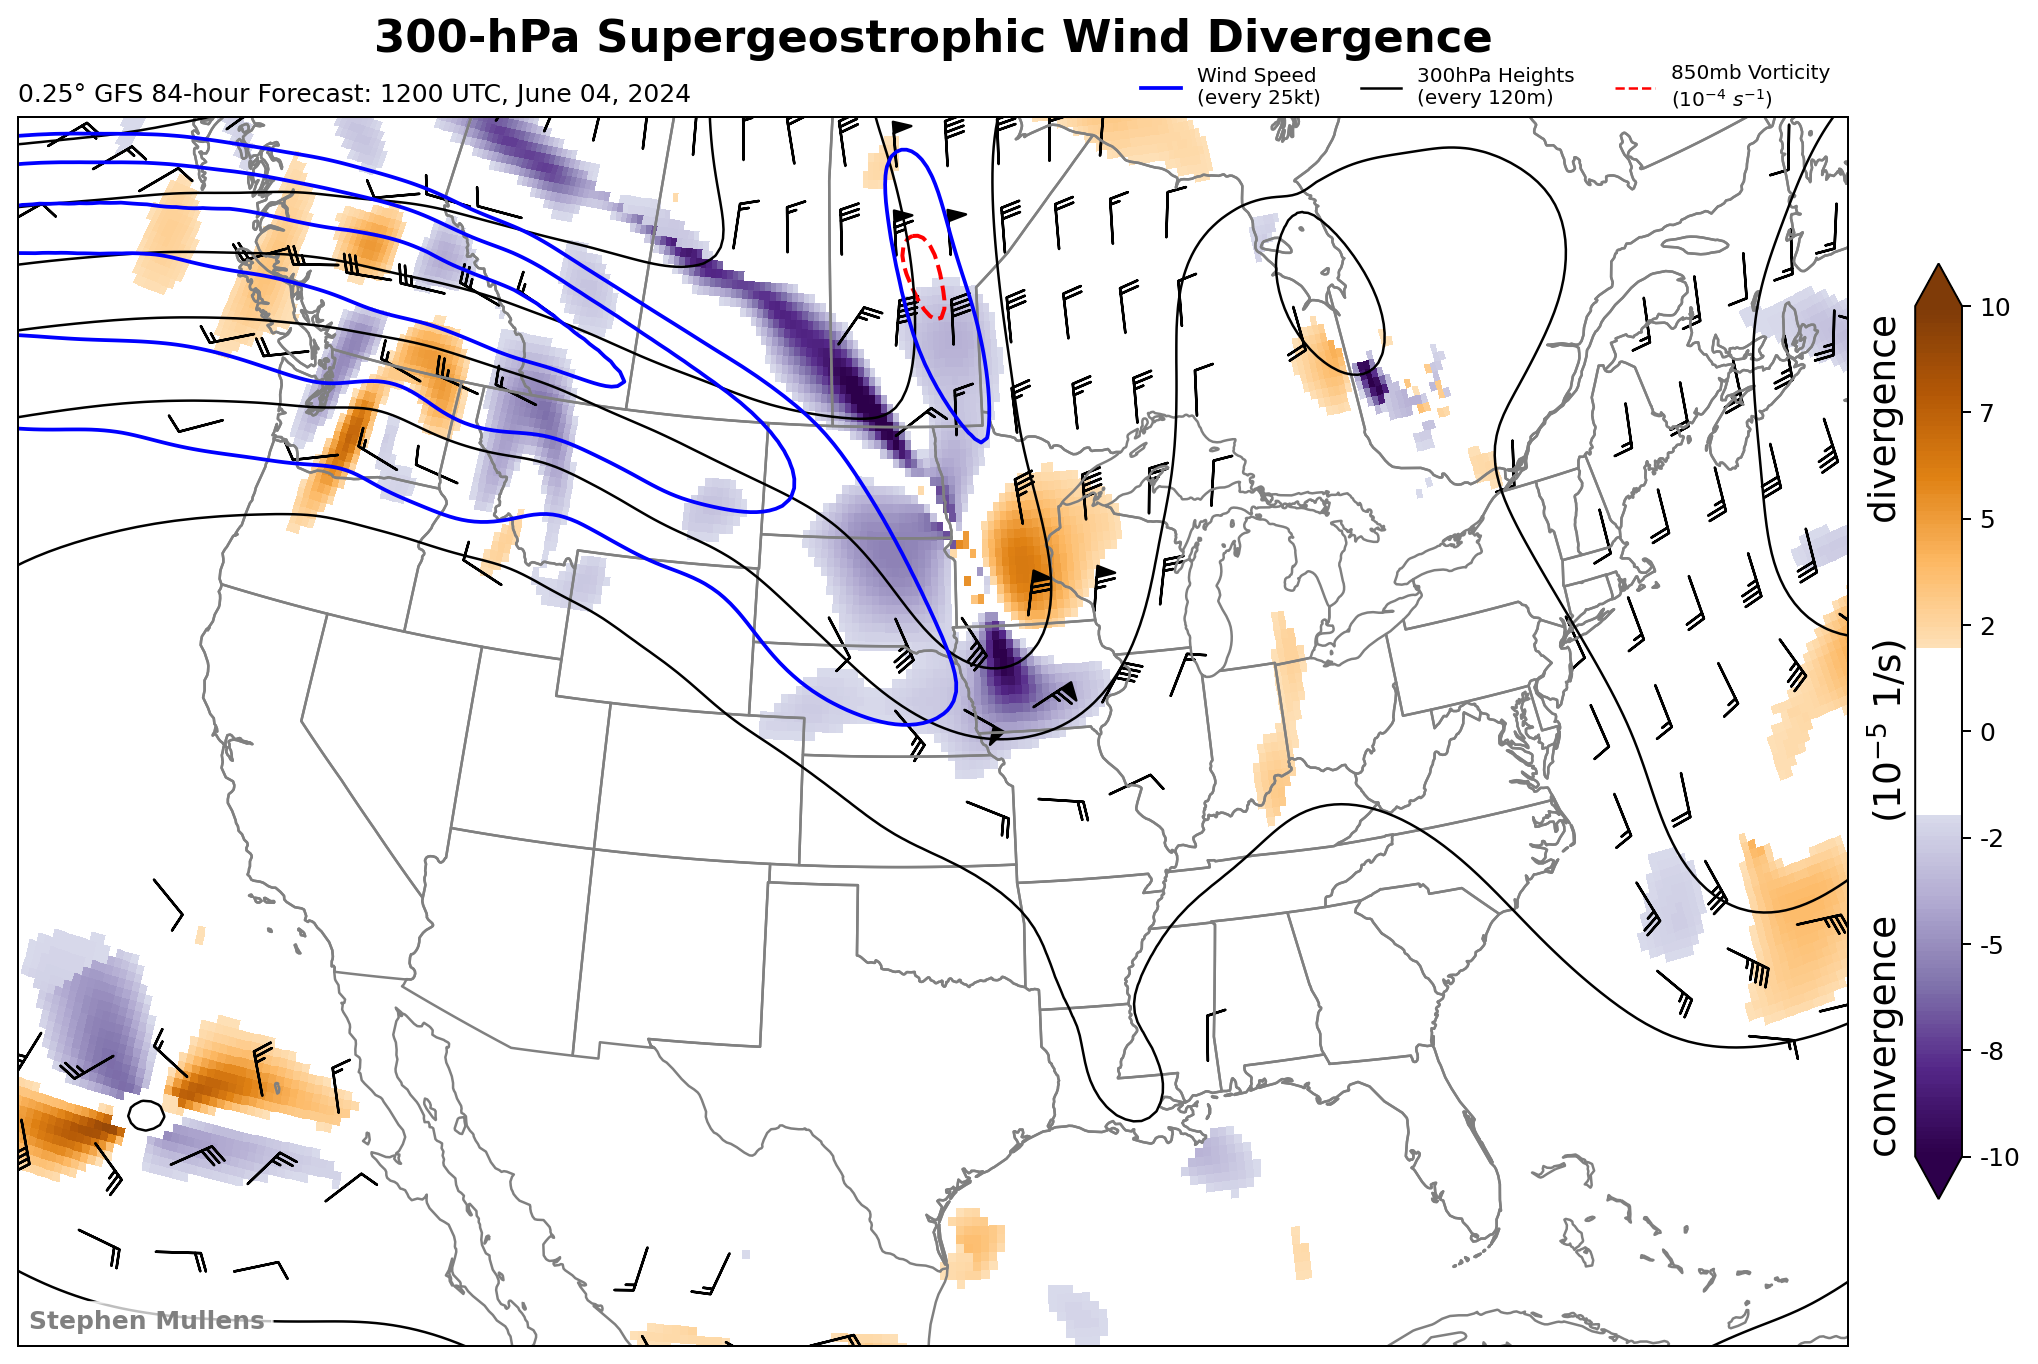 300-hPa Supergeostrophic Wind Divergence
0.25° GFS 84-hour Forecast: 1200 UTC, June 04, 2024
Wind Speed
(every 25kt)
300hPa Heights
(every 120m)
850mb Vorticity
(10⁻⁴ s⁻¹)
10
7
5
2
0
-2
-5
-8
-10
convergence (10⁻⁵ 1/s) divergence
Stephen Mullens